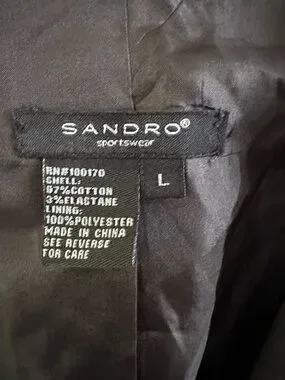 SANDRO®
sportswear
L
RN#100170
SHELL:
97%COTTON
3%ELASTANE
LINING:
100%POLYESTER
MADE IN CHINA
SEE REVERSE
FOR CARE